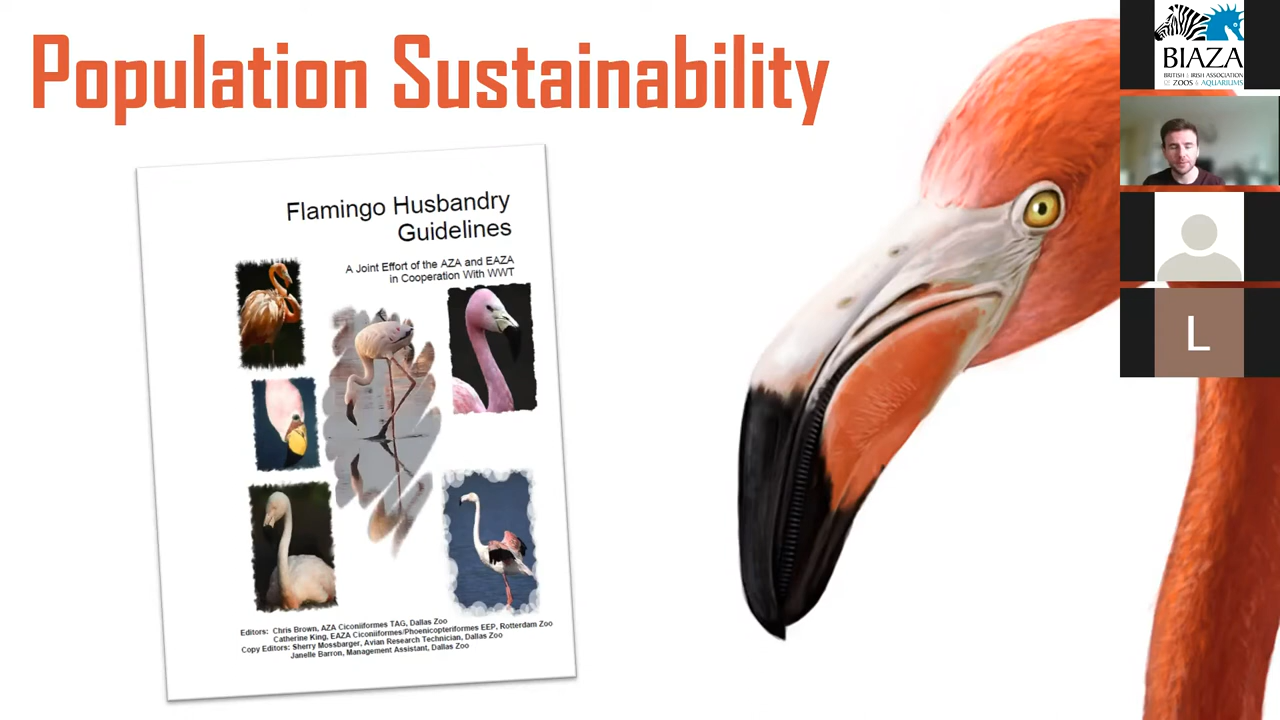 Population Sustainability
Flamingo Husbandry
Guidelines
A Joint Effort of the AZA and EAZA
in Cooperation With WWT
Editors: Chris Brown, AZA Ciconiiformes TAG, Dallas Zoo
Catherine King, EAZA Ciconiiformes/Phoenicopteriformes EEP, Rotterdam Zoo
Copy Editors: Sherry Mossbarger, Avian Research Technician, Dallas Zoo
Janelle Barron, Management Assistant, Dallas Zoo
BIAZA
BRITISH & IRISH ASSOCIATION
OF ZOOS & AQUARIUMS
L